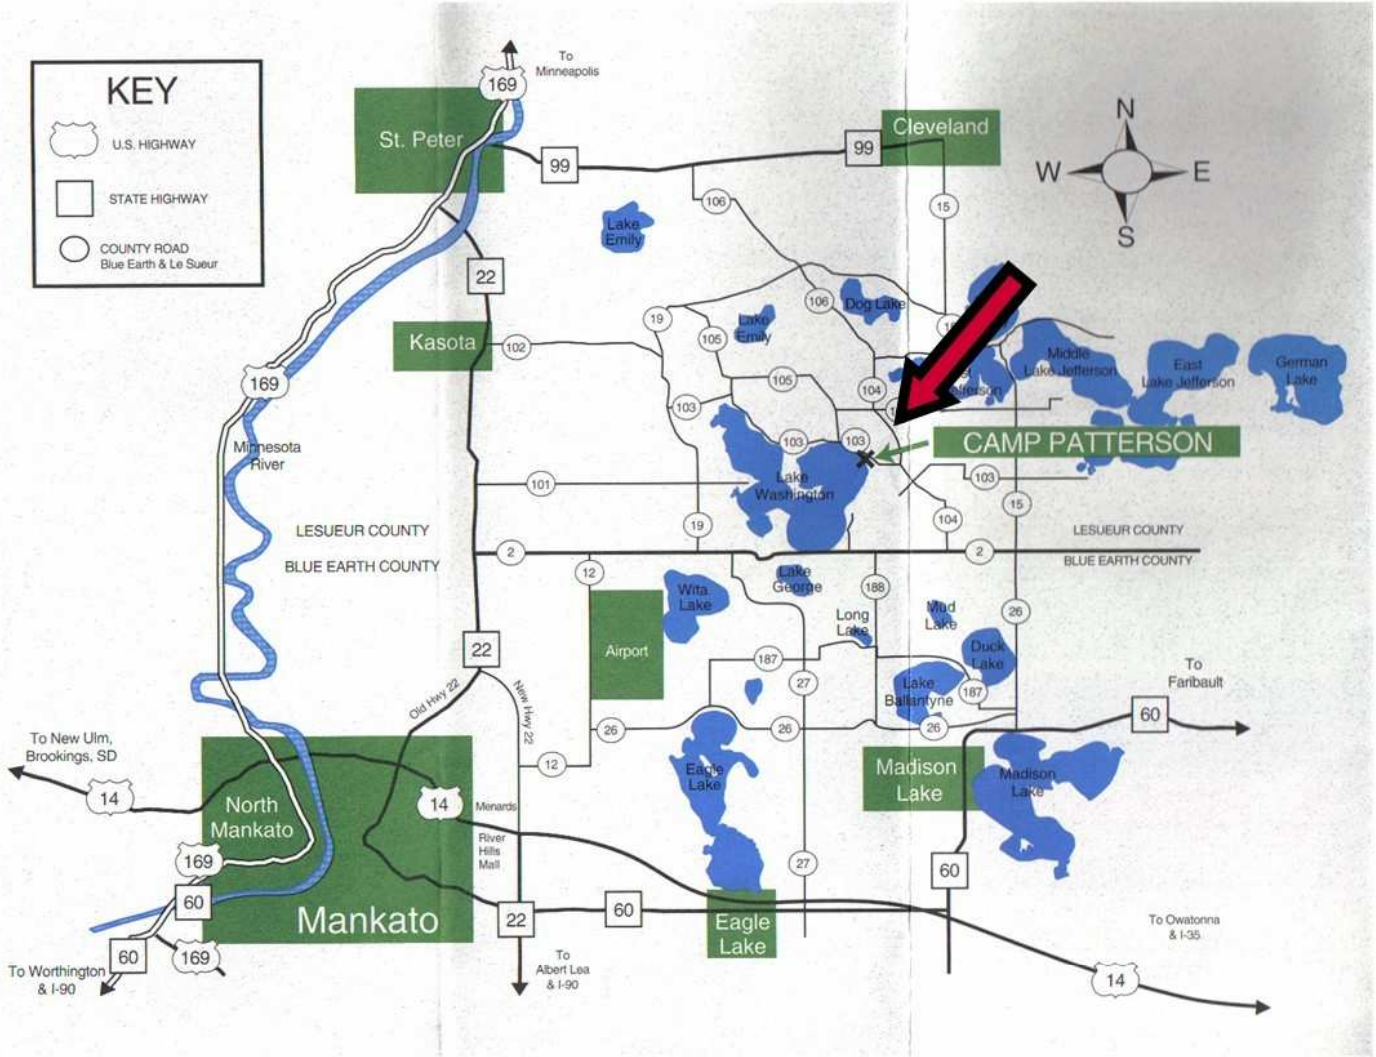 KEY
U.S. HIGHWAY
STATE HIGHWAY
COUNTY ROAD
Blue Earth & Le Sueur
To
Minneapolis
169
St. Peter
99
99
Cleveland
N
W
E
S
106
15
Lake
Emily
22
Kasota
102
19
105
Lake
Emily
106
Dog Lake
Middle
Lake Jefferson
East
Lake Jefferson
German
Lake
169
105
104
103
Jefferson
Minnesota
River
103
103
CAMP PATTERSON
101
Lake
Washington
103
15
19
104
LESUEUR COUNTY
BLUE EARTH COUNTY
LESUEUR COUNTY
BLUE EARTH COUNTY
2
2
12
Wita
Lake
Lake
George
188
Long
Lake
Mud
Lake
26
Duck
Lake
Airport
22
187
27
Lake
Ballantyne
187
To
Faribault
60
Old Hwy 22
New Hwy 22
26
26
26
To New Ulm,
Brookings, SD
14
12
Eagle
Lake
Madison
Lake
Madison
Lake
North
Mankato
14
Menards
River
Hills
Mall
169
27
60
60
Mankato
22
60
Eagle
Lake
To Owatonna
& I-35
60
169
To Worthington
& I-90
To
Albert Lea
& I-90
14